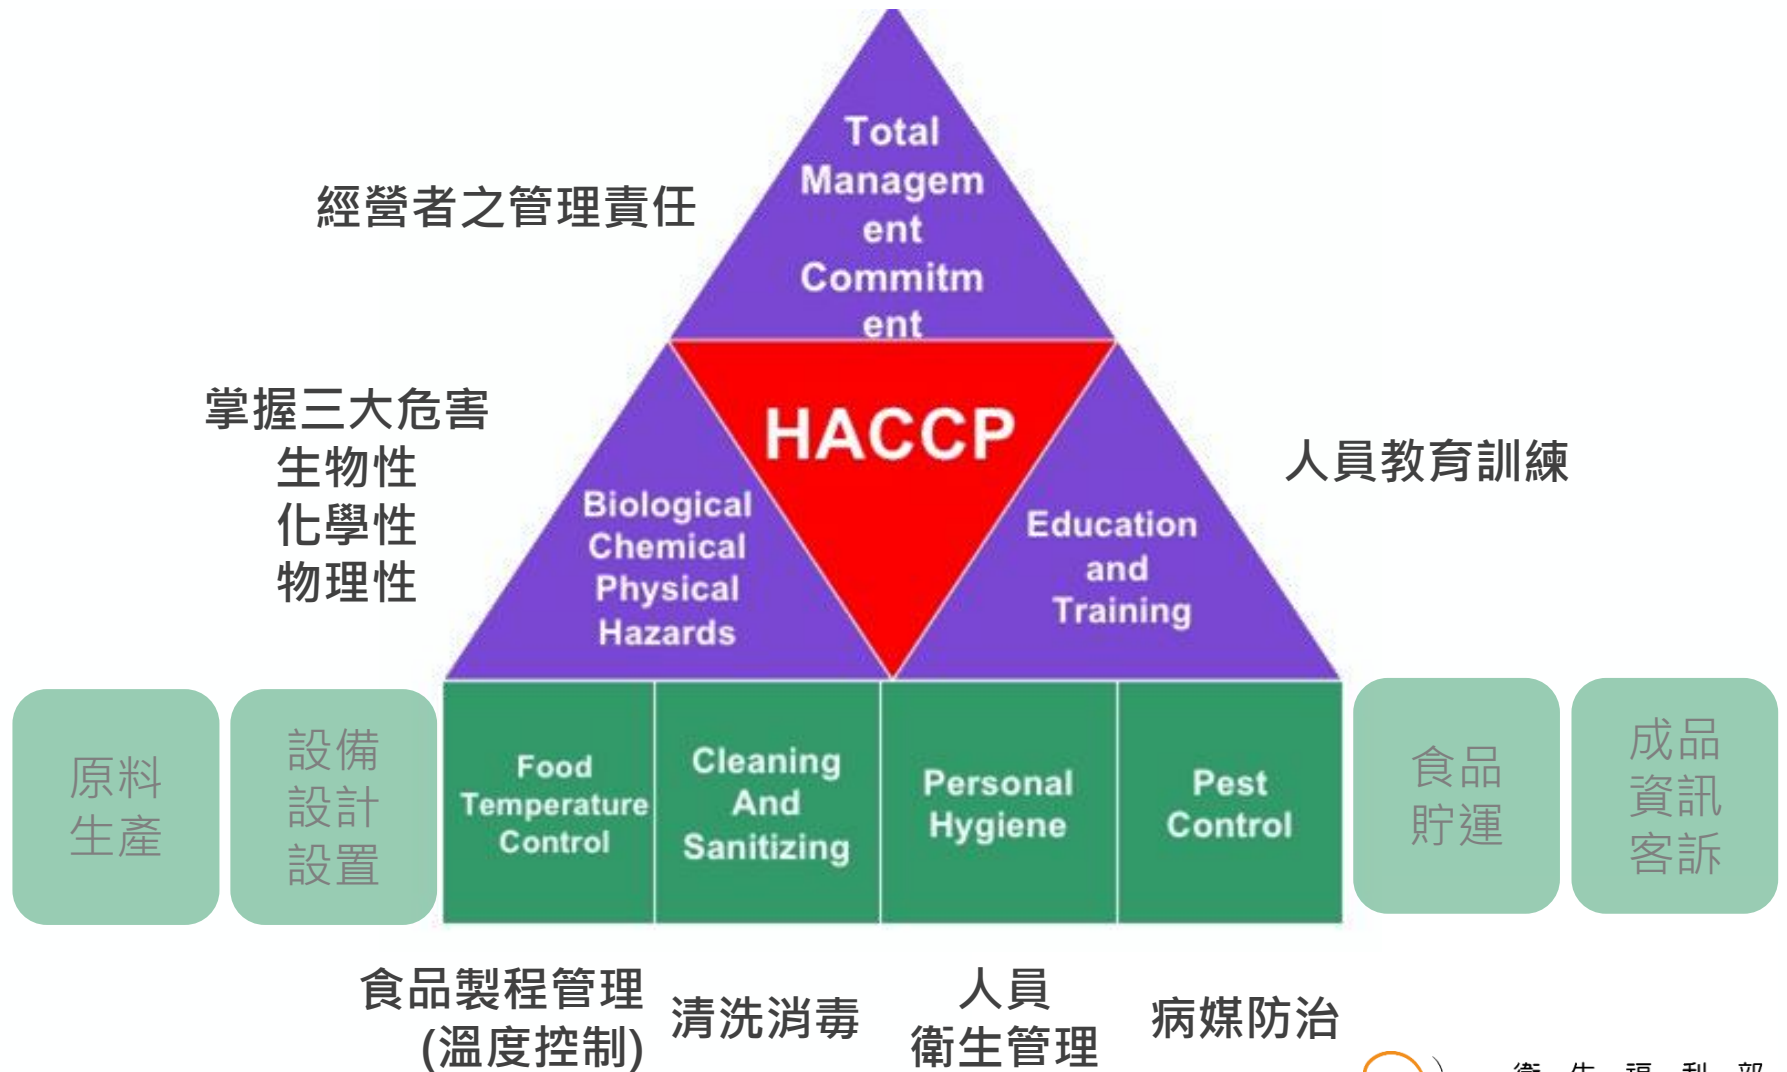 Total
Managem
ent
Commitm
ent
經營者之管理責任
HACCP
掌握三大危害
生物性
化學性
物理性
Biological
Chemical
Physical
Hazards
Education
and
Training
人員教育訓練
原料
生產
設備
設計
設置
Food
Temperature
Control
Cleaning
And
Sanitizing
Personal
Hygiene
Pest
Control
食品
貯運
成品
資訊
客訴
食品製程管理
(溫度控制)
清洗消毒
人員
衛生管理
病媒防治
衛生福利部